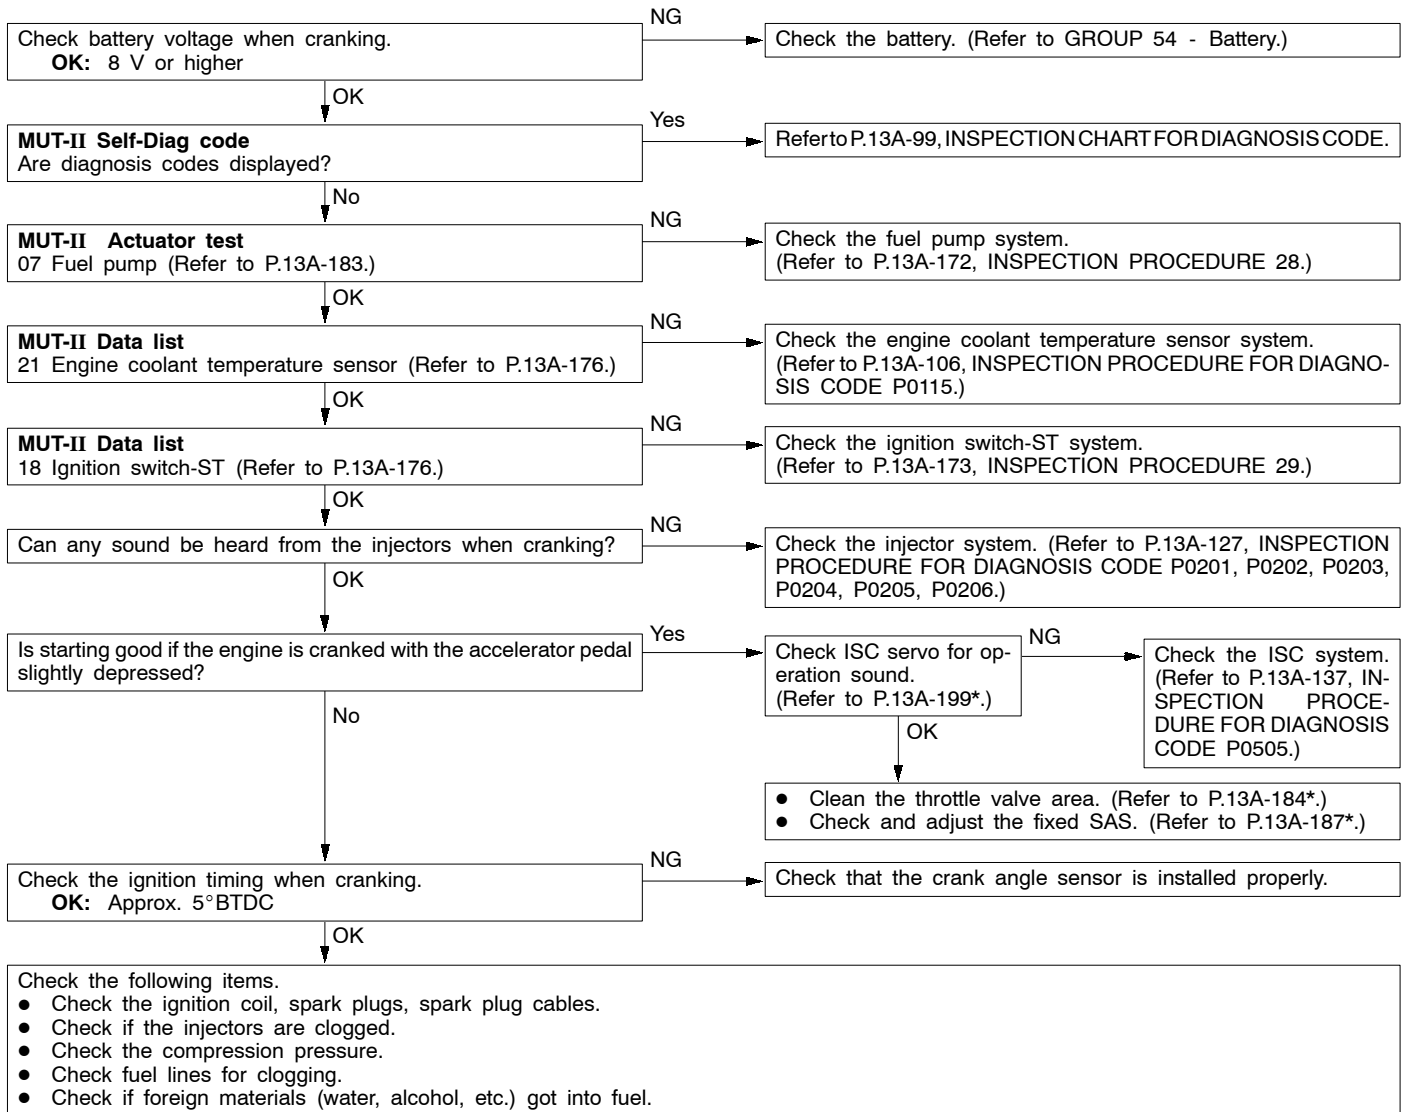 NG
Check battery voltage when cranking.
OK: 8 V or higher
Check the battery. (Refer to GROUP 54 - Battery.)
OK
MUT-II Self-Diag code
Are diagnosis codes displayed?
Yes
Refer to P.13A-99, INSPECTION CHART FOR DIAGNOSIS CODE.
No
MUT-II Actuator test
07 Fuel pump (Refer to P.13A-183.)
NG
Check the fuel pump system.
(Refer to P.13A-172, INSPECTION PROCEDURE 28.)
OK
MUT-II Data list
21 Engine coolant temperature sensor (Refer to P.13A-176.)
NG
Check the engine coolant temperature sensor system.
(Refer to P.13A-106, INSPECTION PROCEDURE FOR DIAGNO-
SIS CODE P0115.)
OK
MUT-II Data list
18 Ignition switch-ST (Refer to P.13A-176.)
NG
Check the ignition switch-ST system.
(Refer to P.13A-173, INSPECTION PROCEDURE 29.)
OK
Can any sound be heard from the injectors when cranking?
NG
Check the injector system. (Refer to P.13A-127, INSPECTION
PROCEDURE FOR DIAGNOSIS CODE P0201, P0202, P0203,
P0204, P0205, P0206.)
OK
Is starting good if the engine is cranked with the accelerator pedal
slightly depressed?
Yes
Check ISC servo for op-
eration sound.
(Refer to P.13A-199*.)
NG
Check the ISC system.
(Refer to P.13A-137, IN-
SPECTION PROCE-
DURE FOR DIAGNOSIS
CODE P0505.)
OK
● Clean the throttle valve area. (Refer to P.13A-184*.)
● Check and adjust the fixed SAS. (Refer to P.13A-187*.)
No
Check the ignition timing when cranking.
OK: Approx. 5°BTDC
NG
Check that the crank angle sensor is installed properly.
OK
Check the following items.
● Check the ignition coil, spark plugs, spark plug cables.
● Check if the injectors are clogged.
● Check the compression pressure.
● Check fuel lines for clogging.
● Check if foreign materials (water, alcohol, etc.) got into fuel.